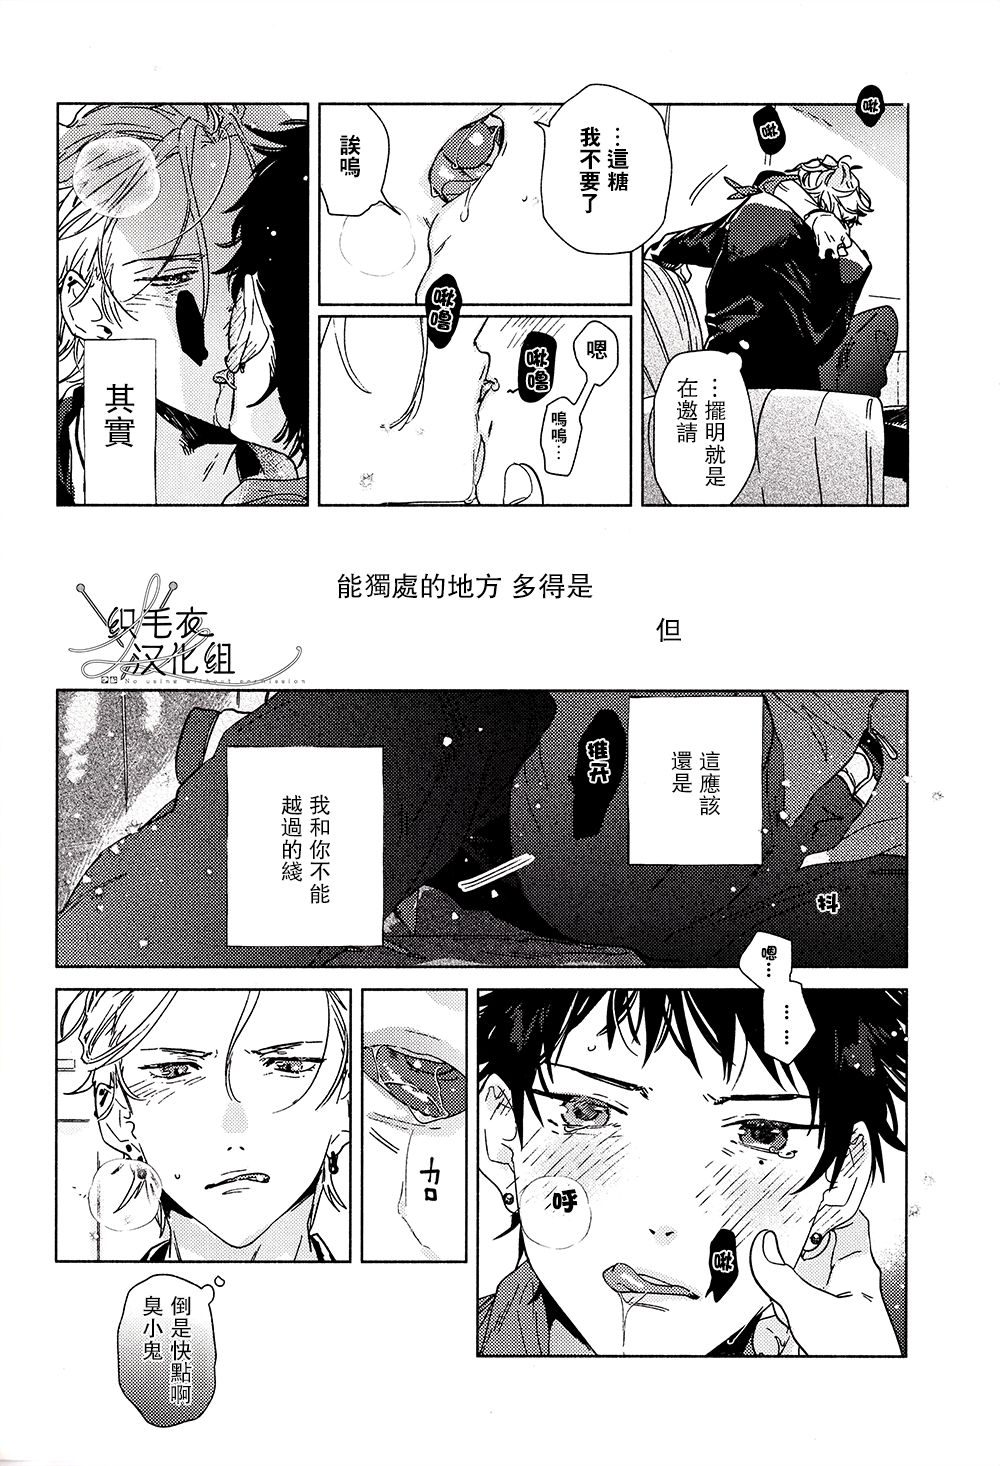 啾
啾
…擺明就是
在邀請
…這糖
我不要了
誒嗚
啾嚕
嗯
啾嚕
嗚嗚…
其實
能獨處的地方 多得是
但
织毛衣
汉化组
No using without permission
這應該
還是
推开
抖
我和你不能
越過的綫
嗯……
……
呼
啾
カロ
倒是快點啊
臭小鬼